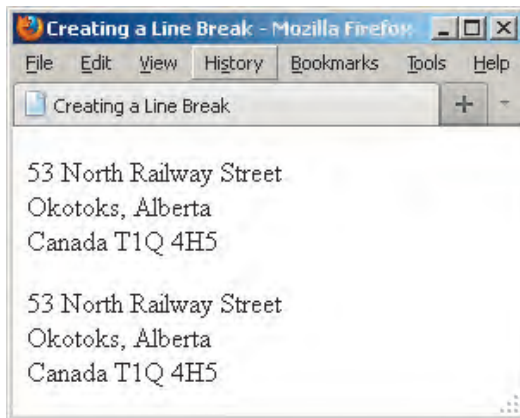 Creating a Line Break - Mozilla Firefox
File Edit View History Bookmarks Tools Help
Creating a Line Break
53 North Railway Street
Okotoks, Alberta
Canada T1Q 4H5
53 North Railway Street
Okotoks, Alberta
Canada T1Q 4H5